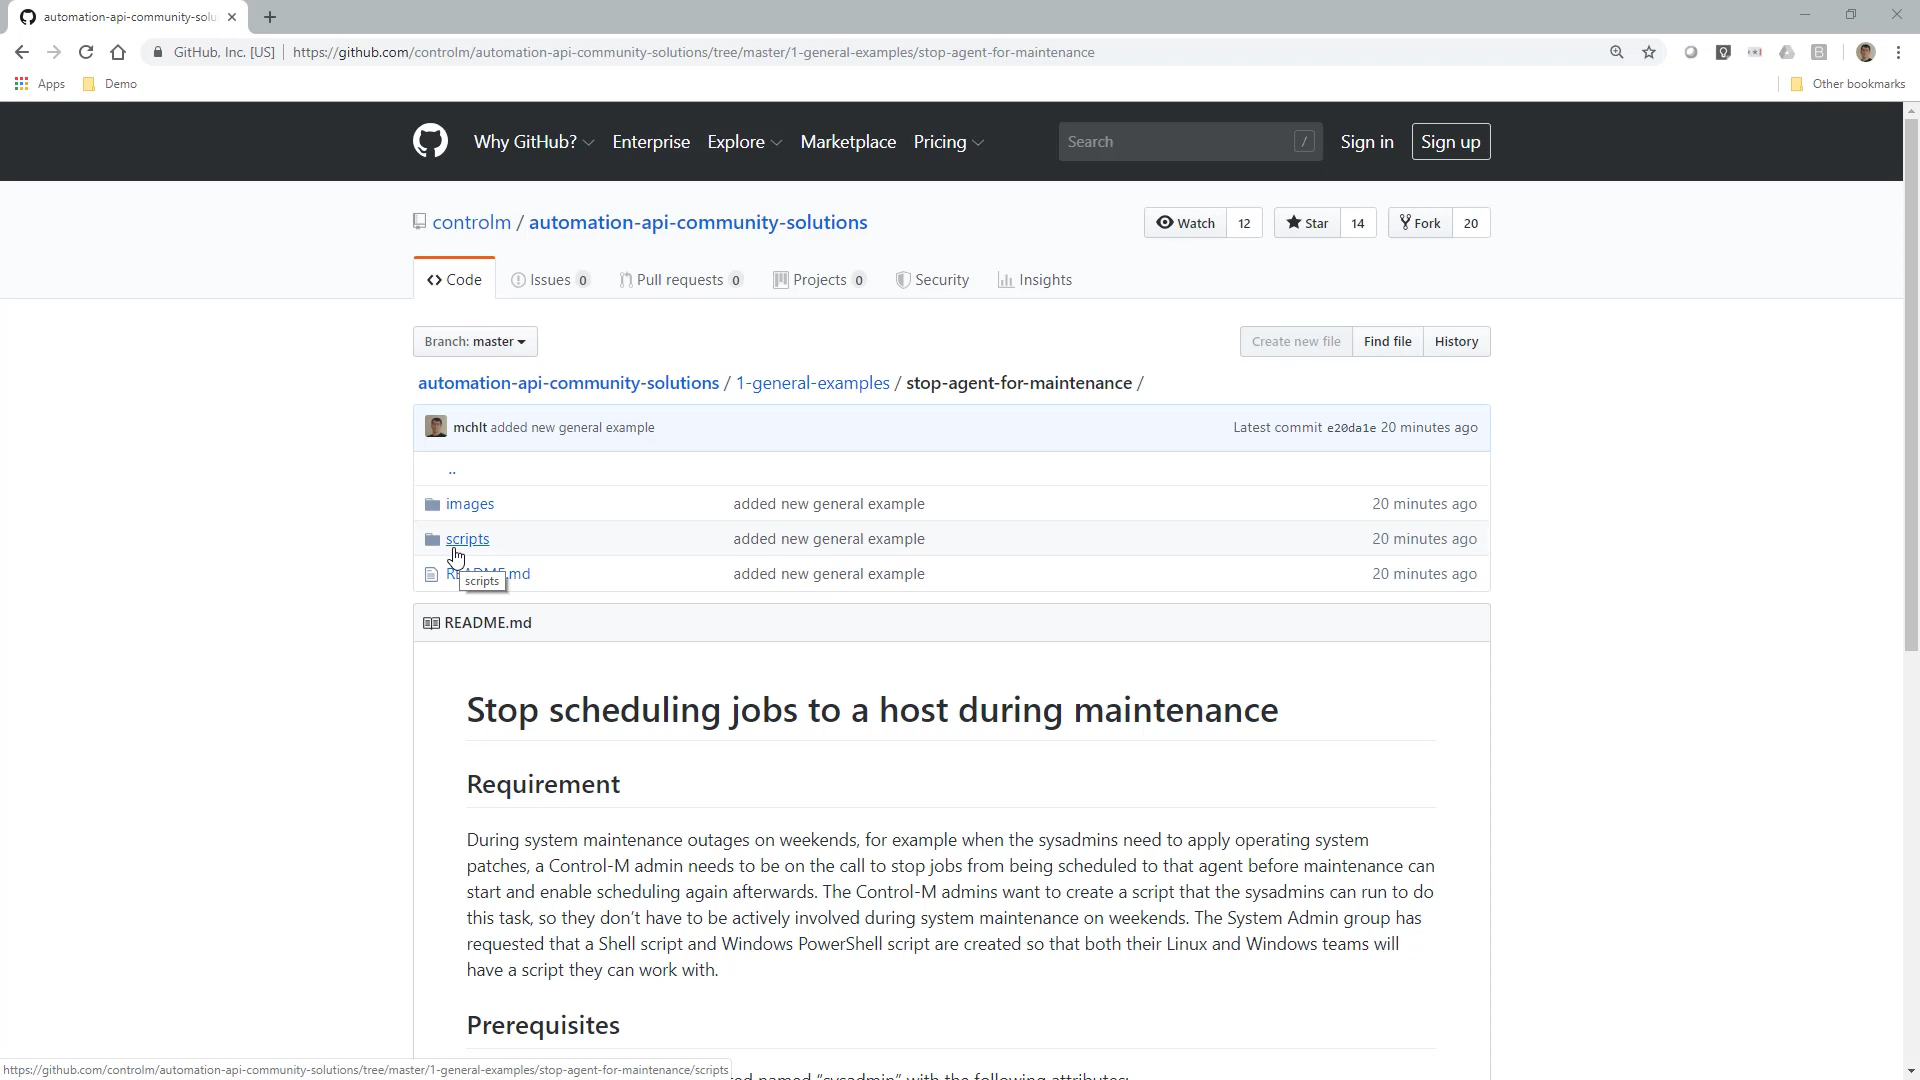 automation-api-community-solu
GitHub, Inc. [US]
https://github.com/controlm/automation-api-community-solutions/tree/master/1-general-examples/stop-agent-for-maintenance
Apps
Demo
Other bookmarks
Why GitHub?
Enterprise
Explore
Marketplace
Pricing
Search
/
Sign in
Sign up
controlm / automation-api-community-solutions
Watch 12
Star 14
Fork 20
Code
Issues 0
Pull requests 0
Projects 0
Security
Insights
Branch: master
Create new file
Find file
History
automation-api-community-solutions / 1-general-examples / stop-agent-for-maintenance /
mchlt added new general example
Latest commit e20da1e 20 minutes ago
..
images added new general example 20 minutes ago
scripts added new general example 20 minutes ago
README.md added new general example 20 minutes ago
scripts
README.md
Stop scheduling jobs to a host during maintenance
Requirement
During system maintenance outages on weekends, for example when the sysadmins need to apply operating system
patches, a Control-M admin needs to be on the call to stop jobs from being scheduled to that agent before maintenance can
start and enable scheduling again afterwards. The Control-M admins want to create a script that the sysadmins can run to do
this task, so they don't have to be actively involved during system maintenance on weekends. The System Admin group has
requested that a Shell script and Windows PowerShell script are created so that both their Linux and Windows teams will
have a script they can work with.
Prerequisites
named "sysadmin" with the following attributes:
https://github.com/controlm/automation-api-community-solutions/tree/master/1-general-examples/stop-agent-for-maintenance/scripts